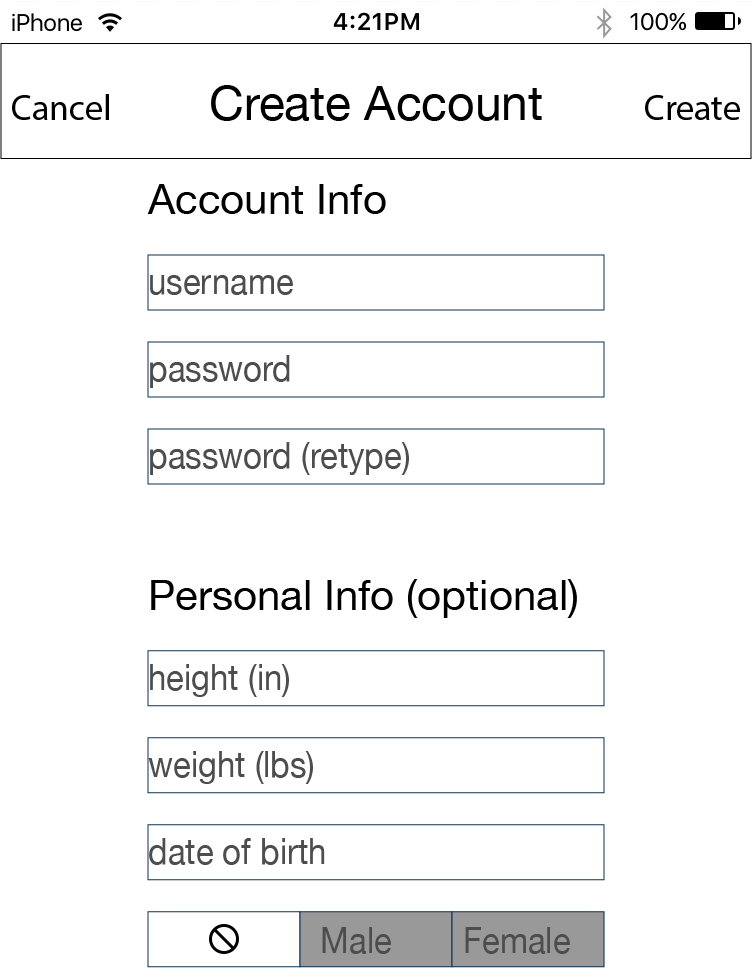 iPhone 4:21PM 100%
Cancel Create Account Create
Account Info
username
password
password (retype)
Personal Info (optional)
height (in)
weight (lbs)
date of birth
Male Female